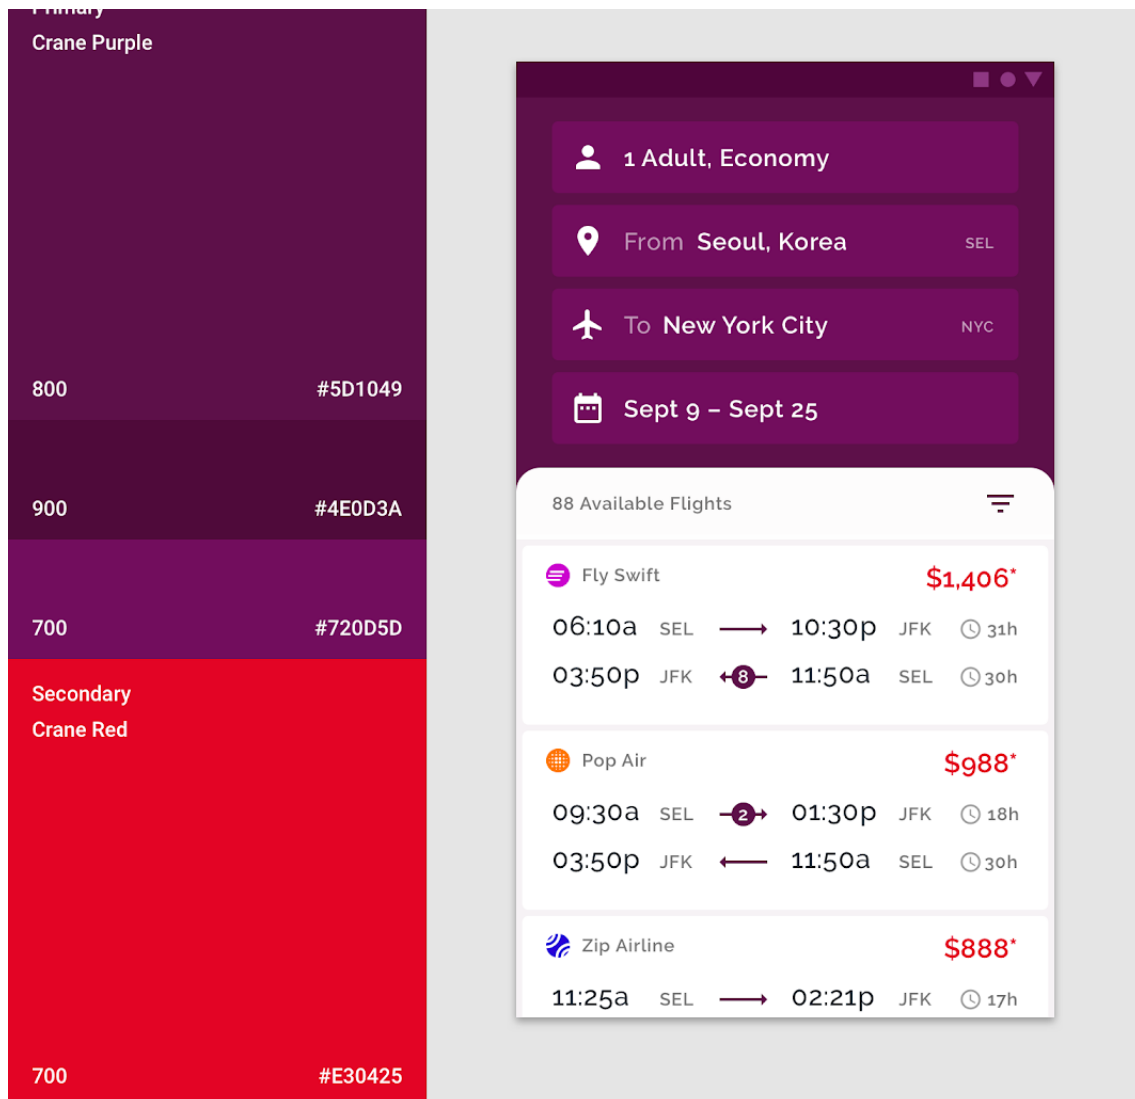 Primary
Crane Purple
800 #5D1049
900 #4E0D3A
700 #720D5D
Secondary
Crane Red
700 #E30425
1 Adult, Economy
From Seoul, Korea SEL
To New York City NYC
Sept 9 – Sept 25
88 Available Flights
Fly Swift $1,406*
06:10a SEL 10:30p JFK 31h
03:50p JFK 8 11:50a SEL 30h
Pop Air $988*
09:30a SEL 2 01:30p JFK 18h
03:50p JFK 11:50a SEL 30h
Zip Airline $888*
11:25a SEL 02:21p JFK 17h